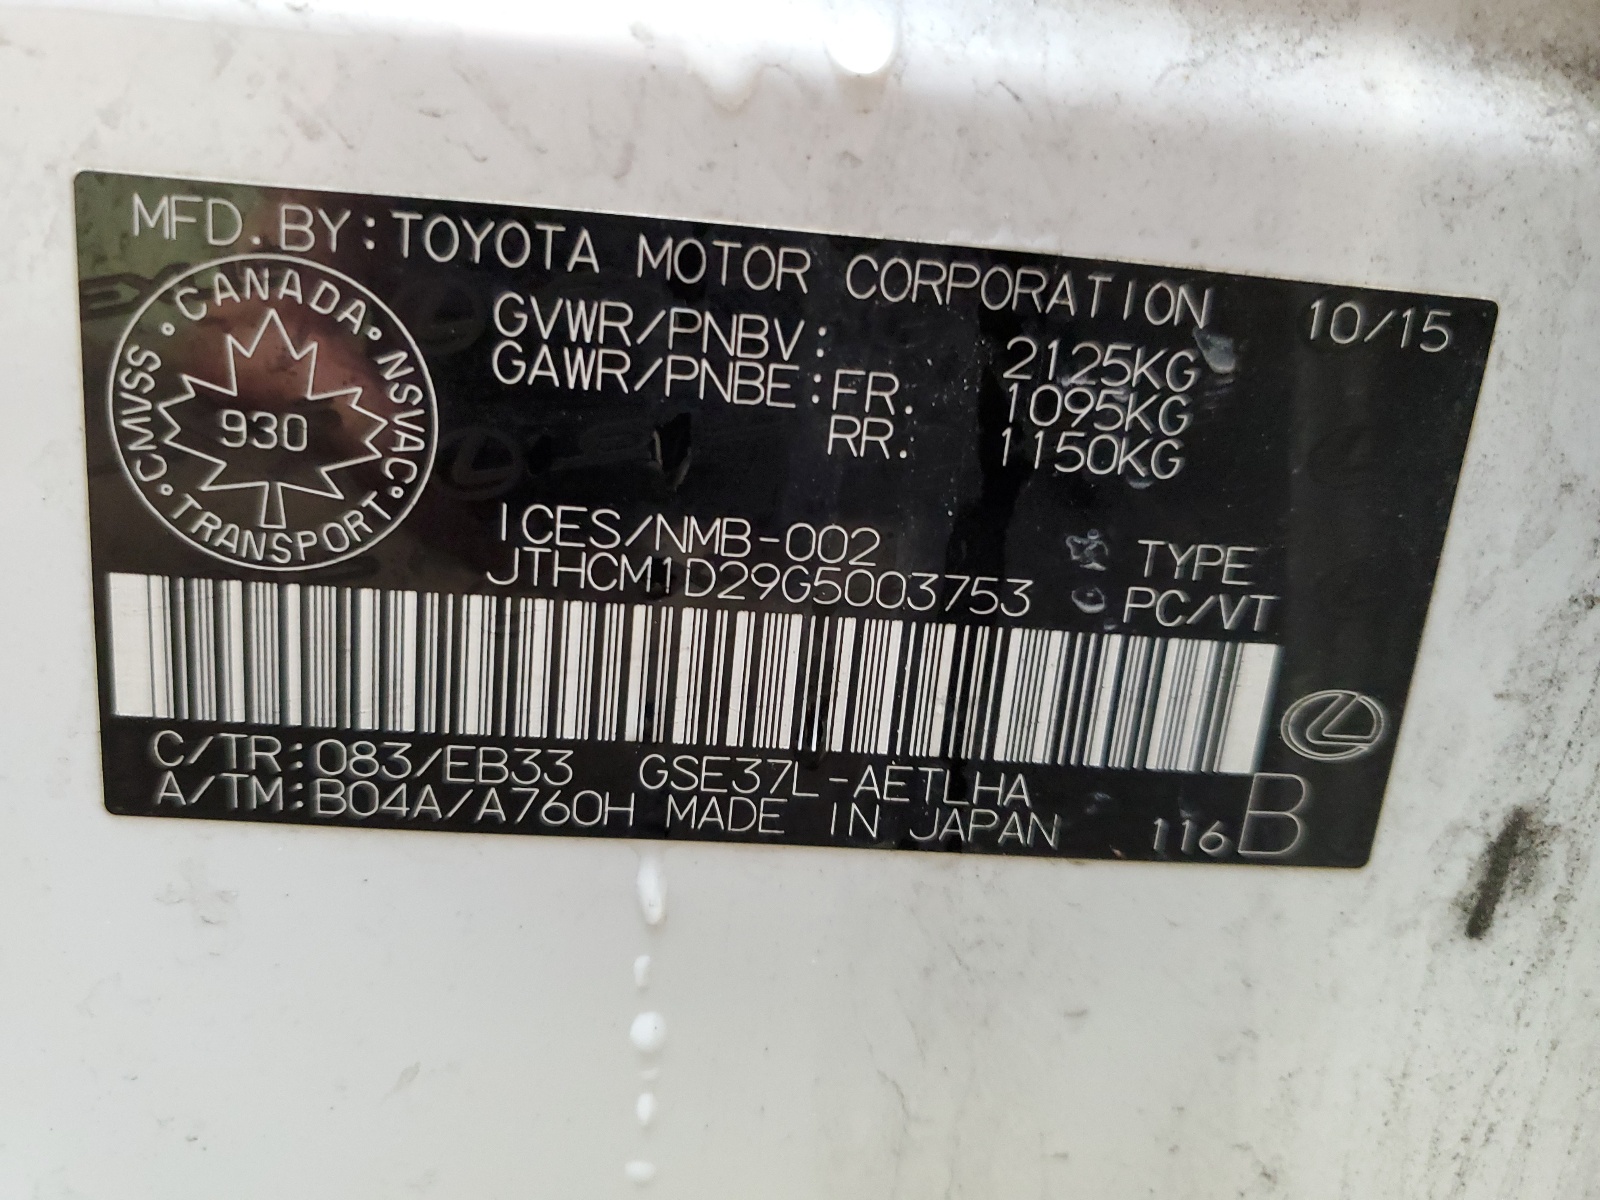 MFD. BY: TOYOTA MOTOR CORPORATION 10/15
CANADA
NSVAC
TRANSPORT
CMVSS
930
GVWR/PNBV: 2125KG
GAWR/PNBE: FR. 1095KG
RR. 1150KG
ICES/NMB-002 TYPE
JTHCM1D29G5003753 PC/VT
C/TR: 083/EB33 GSE37L-AETLHA
A/TM: B04A/A760H MADE IN JAPAN 116 B